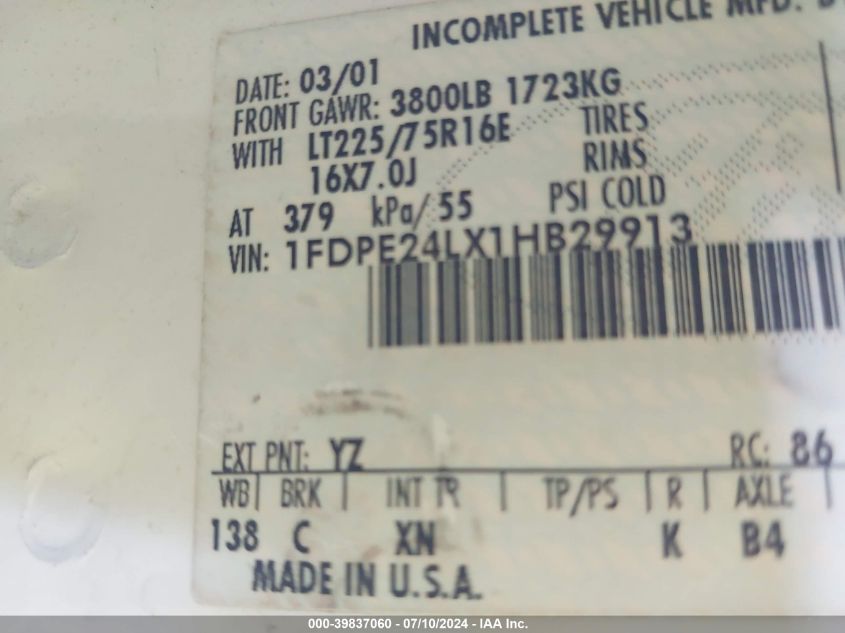 INCOMPLETE VEHICLE MFD. B
DATE: 03/01
FRONT GAWR: 3800LB 1723KG
WITH LT225/75R16E TIRES
16X7.0J RIMS
AT 379 kPa/ 55 PSI COLD
VIN: 1FDPE24LX1HB29913
EXT PNT: YZ RC: 86
WB| BRK | INT TR | TP/PS | R | AXLE |
138 C XN K B4
MADE IN U.S.A.
000-39837060 - 07/10/2024 - IAA Inc.